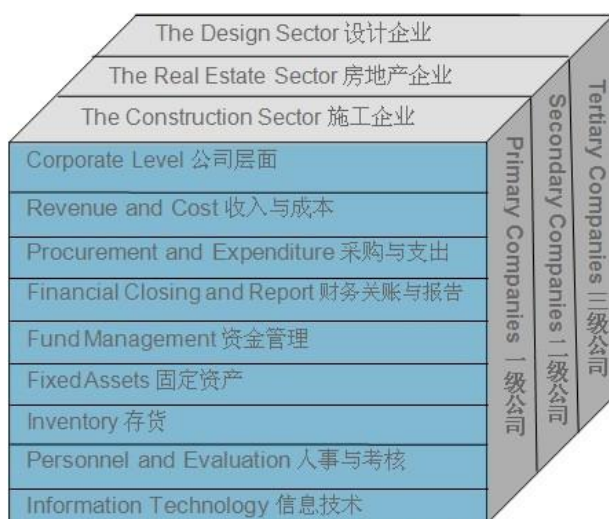 The Design Sector 设计企业
The Real Estate Sector 房地产企业
The Construction Sector 施工企业
Corporate Level 公司层面
Revenue and Cost 收入与成本
Procurement and Expenditure 采购与支出
Financial Closing and Report 财务关账与报告
Fund Management 资金管理
Fixed Assets 固定资产
Inventory 存货
Personnel and Evaluation 人事与考核
Information Technology 信息技术
Primary Companies 一级公司
Secondary Companies 二级公司
Tertiary Companies 三级公司